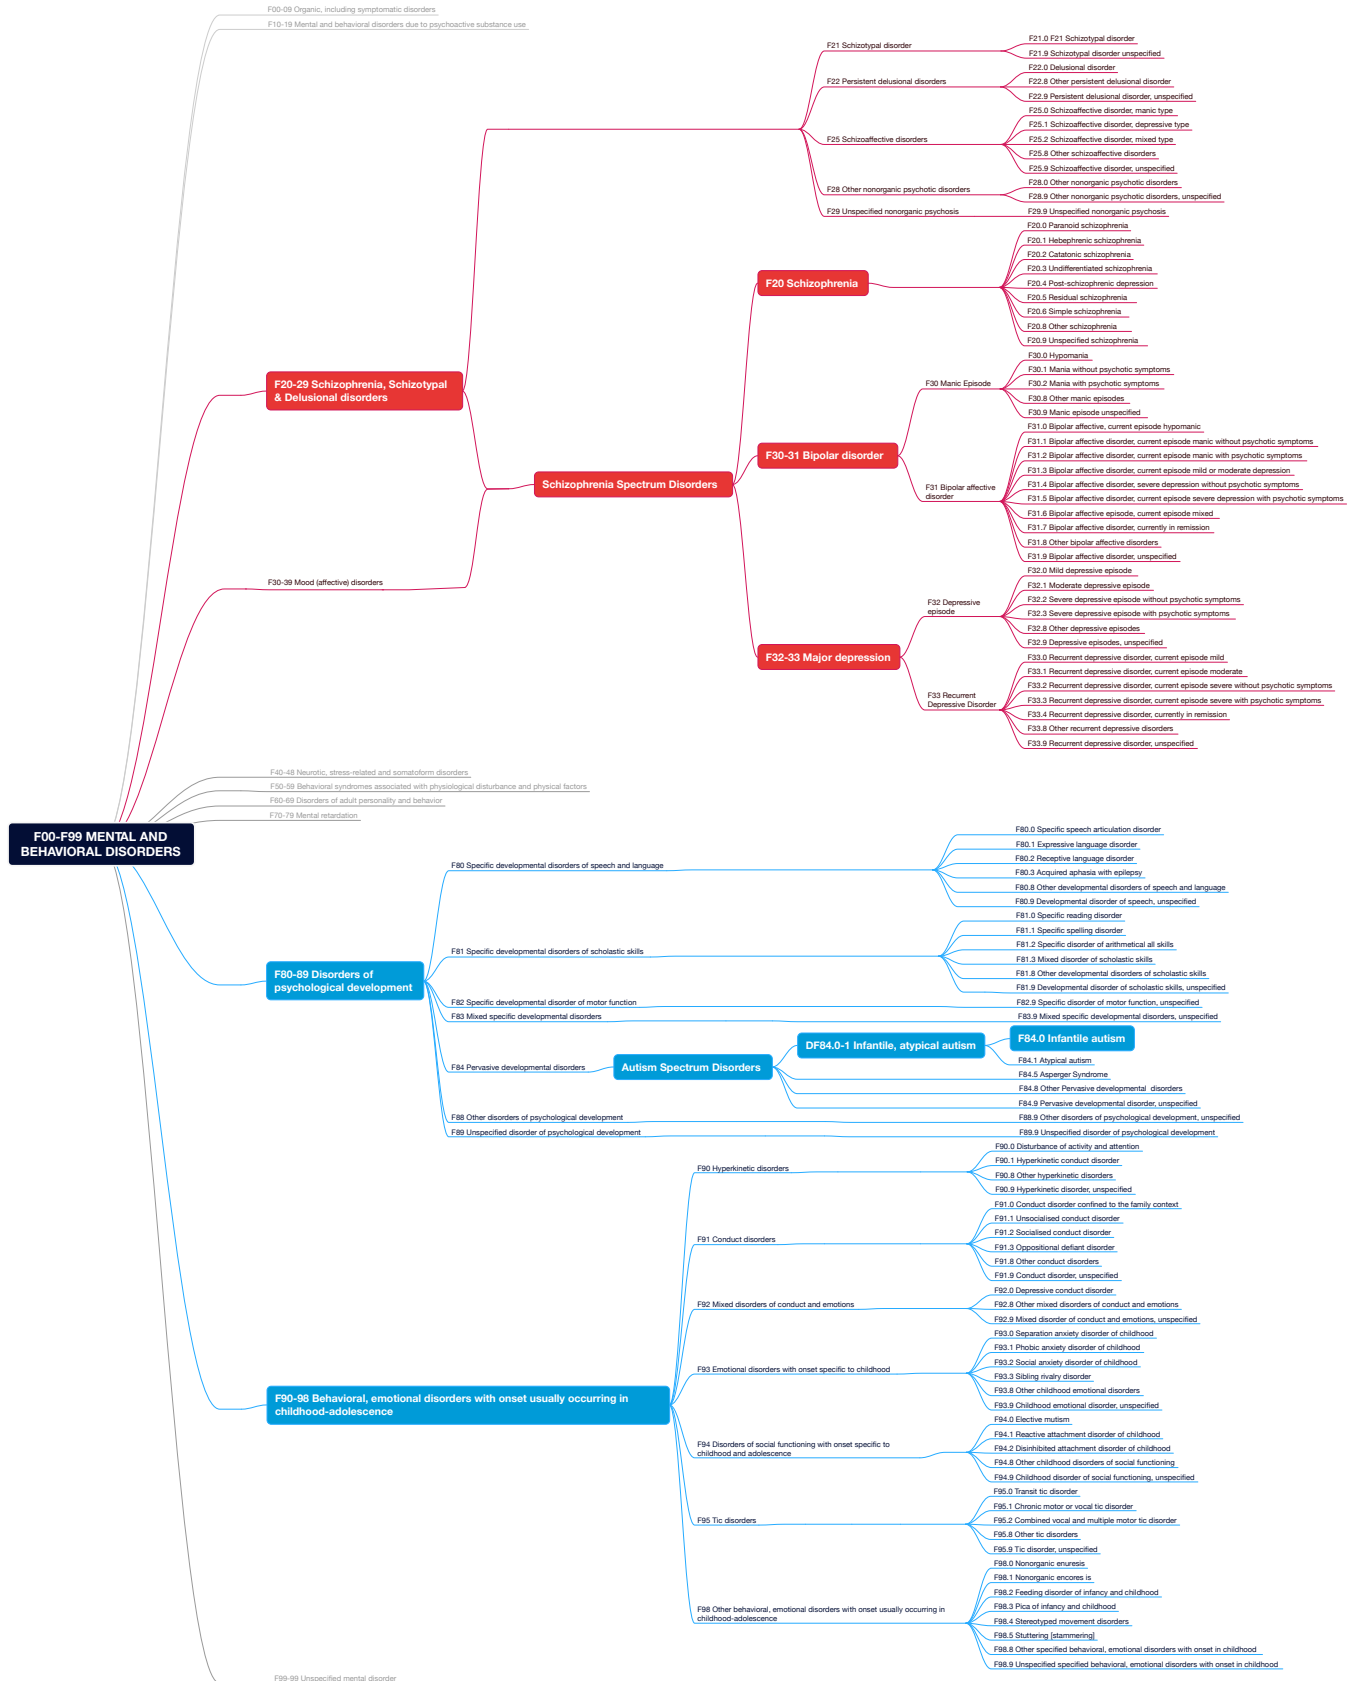 F00-09 Organic, including symptomatic disorders
F10-19 Mental and behavioral disorders due to psychoactive substance use
F21 Schizotypal disorder
F21.0 F21 Schizotypal disorder
F21.9 Schizotypal disorder unspecified
F22 Persistent delusional disorders
F22.0 Delusional disorder
F22.8 Other persistent delusional disorder
F22.9 Persistent delusional disorder, unspecified
F25 Schizoaffective disorders
F25.0 Schizoaffective disorder, manic type
F25.1 Schizoaffective disorder, depressive type
F25.2 Schizoaffective disorder, mixed type
F25.8 Other schizoaffective disorders
F25.9 Schizoaffective disorder, unspecified
F28 Other nonorganic psychotic disorders
F28.0 Other nonorganic psychotic disorders
F28.9 Other nonorganic psychotic disorders, unspecified
F29 Unspecified nonorganic psychosis
F29.9 Unspecified nonorganic psychosis
F20 Schizophrenia
F20.0 Paranoid schizophrenia
F20.1 Hebephrenic schizophrenia
F20.2 Catatonic schizophrenia
F20.3 Undifferentiated schizophrenia
F20.4 Post-schizophrenic depression
F20.5 Residual schizophrenia
F20.6 Simple schizophrenia
F20.8 Other schizophrenia
F20.9 Unspecified schizophrenia
F20-29 Schizophrenia, Schizotypal
& Delusional disorders
F30 Manic Episode
F30.0 Hypomania
F30.1 Mania without psychotic symptoms
F30.2 Mania with psychotic symptoms
F30.8 Other manic episodes
F30.9 Manic episode unspecified
F30-31 Bipolar disorder
Schizophrenia Spectrum Disorders
F31 Bipolar affective
disorder
F31.0 Bipolar affective, current episode hypomanic
F31.1 Bipolar affective disorder, current episode manic without psychotic symptoms
F31.2 Bipolar affective disorder, current episode manic with psychotic symptoms
F31.3 Bipolar affective disorder, current episode mild or moderate depression
F31.4 Bipolar affective disorder, severe depression without psychotic symptoms
F31.5 Bipolar affective disorder, current episode severe depression with psychotic symptoms
F31.6 Bipolar affective episode, current episode mixed
F31.7 Bipolar affective disorder, currently in remission
F31.8 Other bipolar affective disorders
F31.9 Bipolar affective disorder, unspecified
F30-39 Mood (affective) disorders
F32 Depressive
episode
F32.0 Mild depressive episode
F32.1 Moderate depressive episode
F32.2 Severe depressive episode without psychotic symptoms
F32.3 Severe depressive episode with psychotic symptoms
F32.8 Other depressive episodes
F32.9 Depressive episodes, unspecified
F32-33 Major depression
F33 Recurrent
Depressive Disorder
F33.0 Recurrent depressive disorder, current episode mild
F33.1 Recurrent depressive disorder, current episode moderate
F33.2 Recurrent depressive disorder, current episode severe without psychotic symptoms
F33.3 Recurrent depressive disorder, current episode severe with psychotic symptoms
F33.4 Recurrent depressive disorder, currently in remission
F33.8 Other recurrent depressive disorders
F33.9 Recurrent depressive disorder, unspecified
F40-48 Neurotic, stress-related and somatoform disorders
F50-59 Behavioral syndromes associated with physiological disturbance and physical factors
F60-69 Disorders of adult personality and behavior
F70-79 Mental retardation
F00-F99 MENTAL AND
BEHAVIORAL DISORDERS
F80 Specific developmental disorders of speech and language
F80.0 Specific speech articulation disorder
F80.1 Expressive language disorder
F80.2 Receptive language disorder
F80.3 Acquired aphasia with epilepsy
F80.8 Other developmental disorders of speech and language
F80.9 Developmental disorder of speech, unspecified
F81 Specific developmental disorders of scholastic skills
F81.0 Specific reading disorder
F81.1 Specific spelling disorder
F81.2 Specific disorder of arithmetical all skills
F81.3 Mixed disorder of scholastic skills
F81.8 Other developmental disorders of scholastic skills
F81.9 Developmental disorder of scholastic skills, unspecified
F80-89 Disorders of
psychological development
F82 Specific developmental disorder of motor function
F82.9 Specific disorder of motor function, unspecified
F83 Mixed specific developmental disorders
F83.9 Mixed specific developmental disorders, unspecified
F84 Pervasive developmental disorders
Autism Spectrum Disorders
DF84.0-1 Infantile, atypical autism
F84.0 Infantile autism
F84.1 Atypical autism
F84.5 Asperger Syndrome
F84.8 Other Pervasive developmental disorders
F84.9 Pervasive developmental disorder, unspecified
F88 Other disorders of psychological development
F88.9 Other disorders of psychological development, unspecified
F89 Unspecified disorder of psychological development
F89.9 Unspecified disorder of psychological development
F90 Hyperkinetic disorders
F90.0 Disturbance of activity and attention
F90.1 Hyperkinetic conduct disorder
F90.8 Other hyperkinetic disorders
F90.9 Hyperkinetic disorder, unspecified
F91 Conduct disorders
F91.0 Conduct disorder confined to the family context
F91.1 Unsocialised conduct disorder
F91.2 Socialised conduct disorder
F91.3 Oppositional defiant disorder
F91.8 Other conduct disorders
F91.9 Conduct disorder, unspecified
F92 Mixed disorders of conduct and emotions
F92.0 Depressive conduct disorder
F92.8 Other mixed disorders of conduct and emotions
F92.9 Mixed disorder of conduct and emotions, unspecified
F93 Emotional disorders with onset specific to childhood
F93.0 Separation anxiety disorder of childhood
F93.1 Phobic anxiety disorder of childhood
F93.2 Social anxiety disorder of childhood
F93.3 Sibling rivalry disorder
F93.8 Other childhood emotional disorders
F93.9 Childhood emotional disorder, unspecified
F90-98 Behavioral, emotional disorders with onset usually occurring in
childhood-adolescence
F94 Disorders of social functioning with onset specific to
childhood and adolescence
F94.0 Elective mutism
F94.1 Reactive attachment disorder of childhood
F94.2 Disinhibited attachment disorder of childhood
F94.8 Other childhood disorders of social functioning
F94.9 Childhood disorder of social functioning, unspecified
F95 Tic disorders
F95.0 Transit tic disorder
F95.1 Chronic motor or vocal tic disorder
F95.2 Combined vocal and multiple motor tic disorder
F95.8 Other tic disorders
F95.9 Tic disorder, unspecified
F98 Other behavioral, emotional disorders with onset usually occurring in
childhood-adolescence
F98.0 Nonorganic enuresis
F98.1 Nonorganic encores is
F98.2 Feeding disorder of infancy and childhood
F98.3 Pica of infancy and childhood
F98.4 Stereotyped movement disorders
F98.5 Stuttering [stammering]
F98.8 Other specified behavioral, emotional disorders with onset in childhood
F98.9 Unspecified specified behavioral, emotional disorders with onset in childhood
F99-99 Unspecified mental disorder